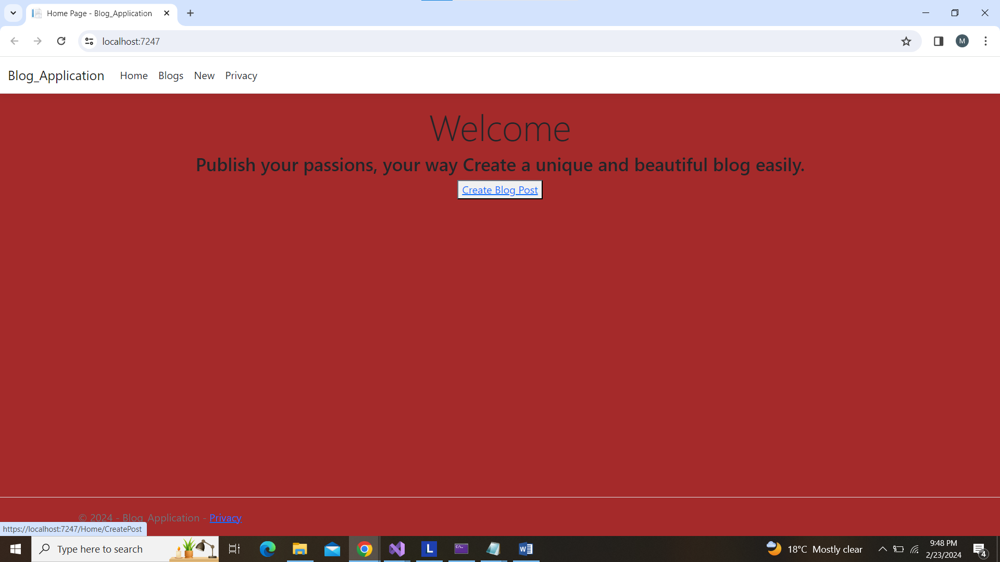 Home Page - Blog_Application
localhost:7247
M
Blog_Application Home Blogs New Privacy
Welcome
Publish your passions, your way Create a unique and beautiful blog easily.
Create Blog Post
© 2024 - Blog_Application - Privacy
https://localhost:7247/Home/CreatePost
Type here to search
L
C:\
W
18°C Mostly clear
9:48 PM
2/23/2024
4